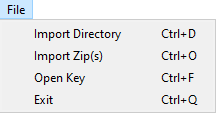 File
Import Directory Ctrl+D
Import Zip(s) Ctrl+O
Open Key Ctrl+F
Exit Ctrl+Q